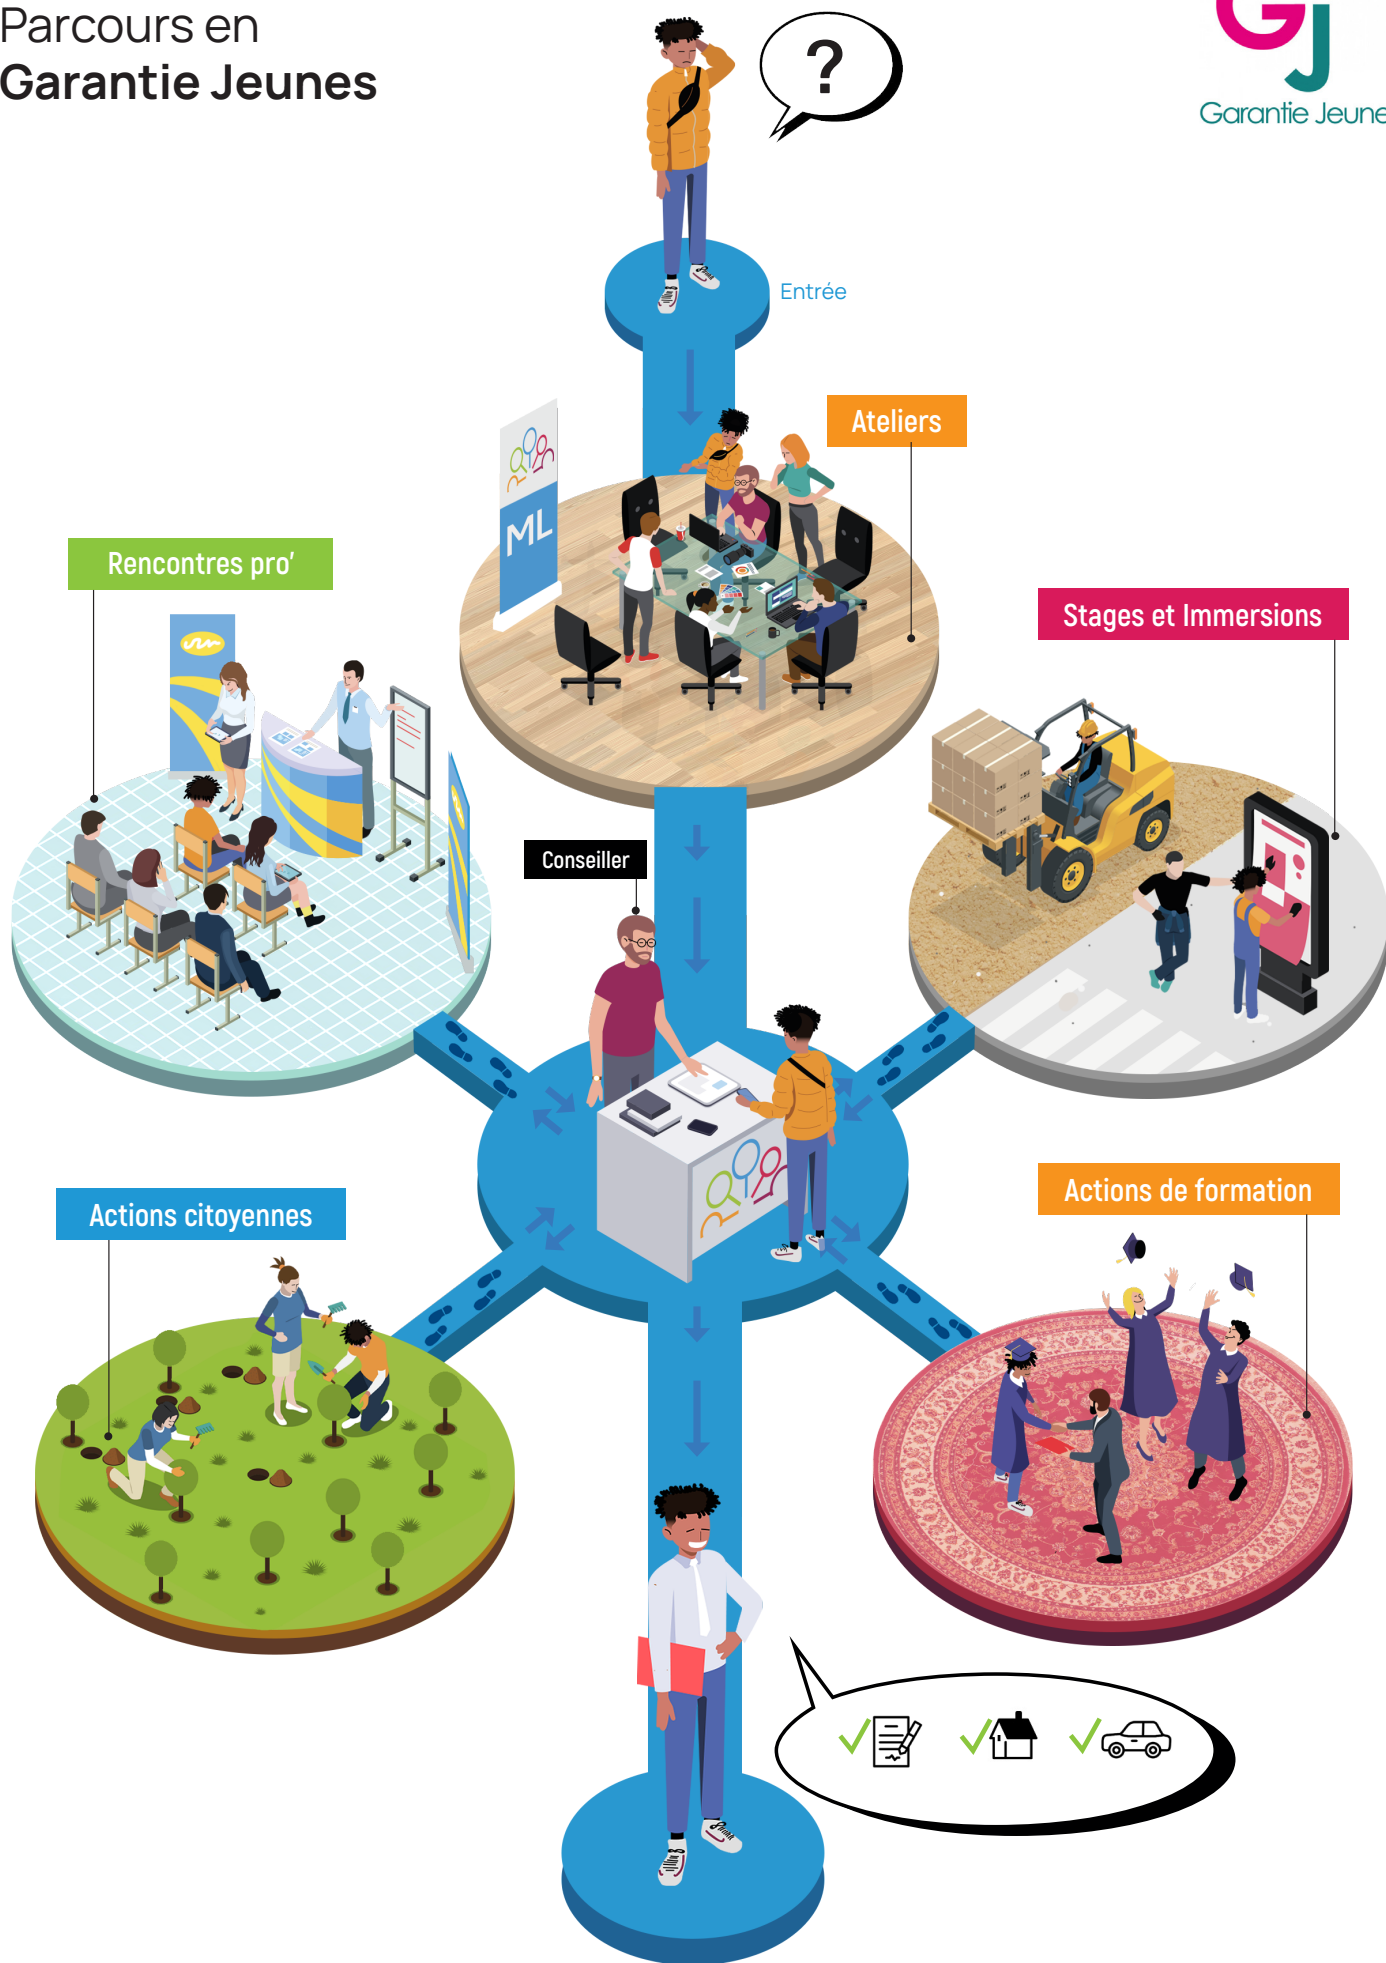 Parcours en
Garantie Jeunes
?
GJ
Garantie Jeune
Entrée
Ateliers
ML
Rencontres pro'
Stages et Immersions
Conseiller
Actions citoyennes
Actions de formation